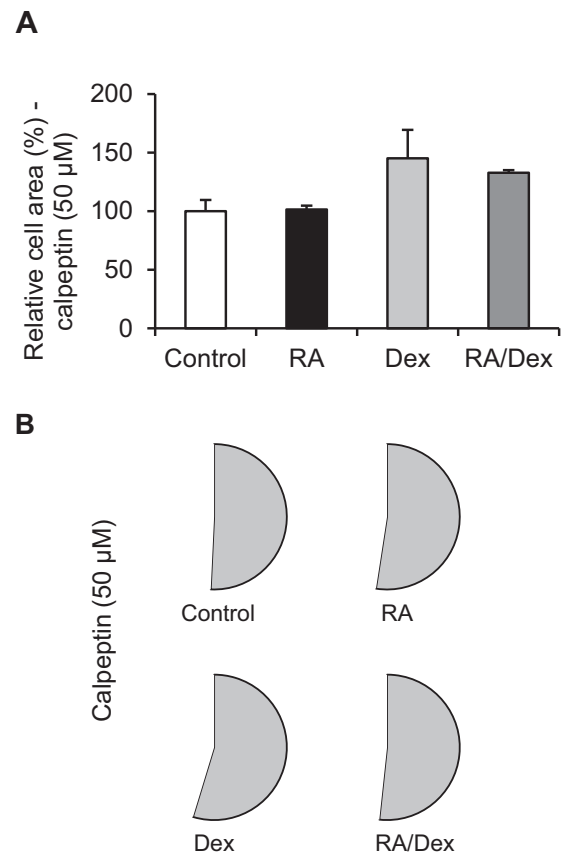 A
Relative cell area (%) -
calpeptin (50 µM)
200
150
100
50
0
Control RA Dex RA/Dex
B
Calpeptin (50 µM)
Control RA
Dex RA/Dex